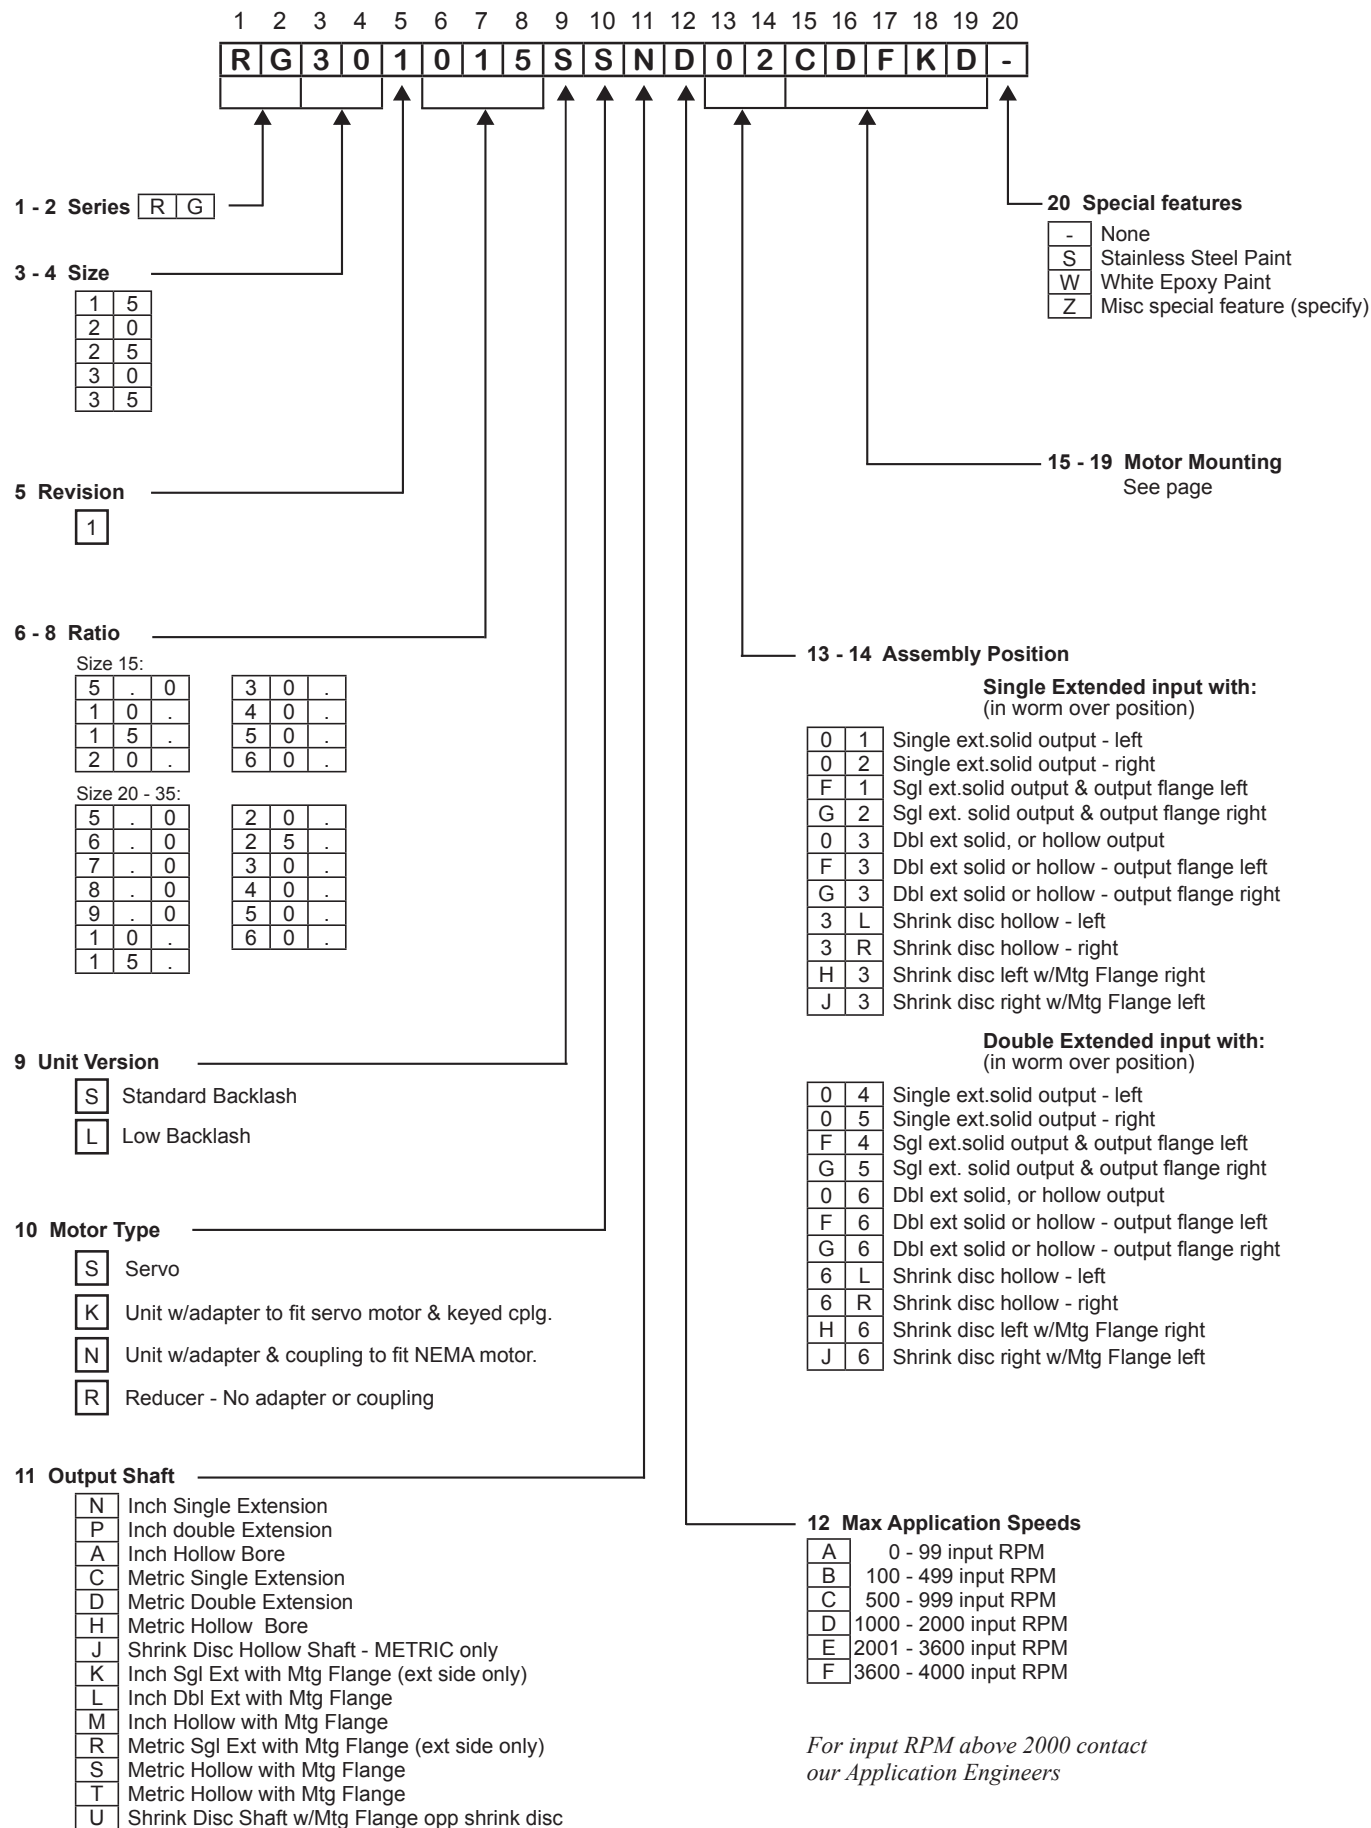 1 2 3 4 5 6 7 8 9 10 11 12 13 14 15 16 17 18 19 20
R G 3 0 1 0 1 5 S S N D 0 2 C D F K D -
1 - 2 Series R G
3 - 4 Size
1 5
2 0
2 5
3 0
3 5
5 Revision
1
6 - 8 Ratio
Size 15:
5 . 0
1 0 .
1 5 .
2 0 .
3 0 .
4 0 .
5 0 .
6 0 .
Size 20 - 35:
5 . 0
6 . 0
7 . 0
8 . 0
9 . 0
1 0 .
1 5 .
2 0 .
2 5 .
3 0 .
4 0 .
5 0 .
6 0 .
9 Unit Version
S Standard Backlash
L Low Backlash
10 Motor Type
S Servo
K Unit w/adapter to fit servo motor & keyed cplg.
N Unit w/adapter & coupling to fit NEMA motor.
R Reducer - No adapter or coupling
11 Output Shaft
N Inch Single Extension
P Inch double Extension
A Inch Hollow Bore
C Metric Single Extension
D Metric Double Extension
H Metric Hollow Bore
J Shrink Disc Hollow Shaft - METRIC only
K Inch Sgl Ext with Mtg Flange (ext side only)
L Inch Dbl Ext with Mtg Flange
M Inch Hollow with Mtg Flange
R Metric Sgl Ext with Mtg Flange (ext side only)
S Metric Hollow with Mtg Flange
T Metric Hollow with Mtg Flange
U Shrink Disc Shaft w/Mtg Flange opp shrink disc
20 Special features
- None
S Stainless Steel Paint
W White Epoxy Paint
Z Misc special feature (specify)
15 - 19 Motor Mounting
See page
13 - 14 Assembly Position
Single Extended input with:
(in worm over position)
0 1 Single ext.solid output - left
0 2 Single ext.solid output - right
F 1 Sgl ext.solid output & output flange left
G 2 Sgl ext. solid output & output flange right
0 3 Dbl ext solid, or hollow output
F 3 Dbl ext solid or hollow - output flange left
G 3 Dbl ext solid or hollow - output flange right
3 L Shrink disc hollow - left
3 R Shrink disc hollow - right
H 3 Shrink disc left w/Mtg Flange right
J 3 Shrink disc right w/Mtg Flange left
Double Extended input with:
(in worm over position)
0 4 Single ext.solid output - left
0 5 Single ext.solid output - right
F 4 Sgl ext.solid output & output flange left
G 5 Sgl ext. solid output & output flange right
0 6 Dbl ext solid, or hollow output
F 6 Dbl ext solid or hollow - output flange left
G 6 Dbl ext solid or hollow - output flange right
6 L Shrink disc hollow - left
6 R Shrink disc hollow - right
H 6 Shrink disc left w/Mtg Flange right
J 6 Shrink disc right w/Mtg Flange left
12 Max Application Speeds
A 0 - 99 input RPM
B 100 - 499 input RPM
C 500 - 999 input RPM
D 1000 - 2000 input RPM
E 2001 - 3600 input RPM
F 3600 - 4000 input RPM
For input RPM above 2000 contact
our Application Engineers